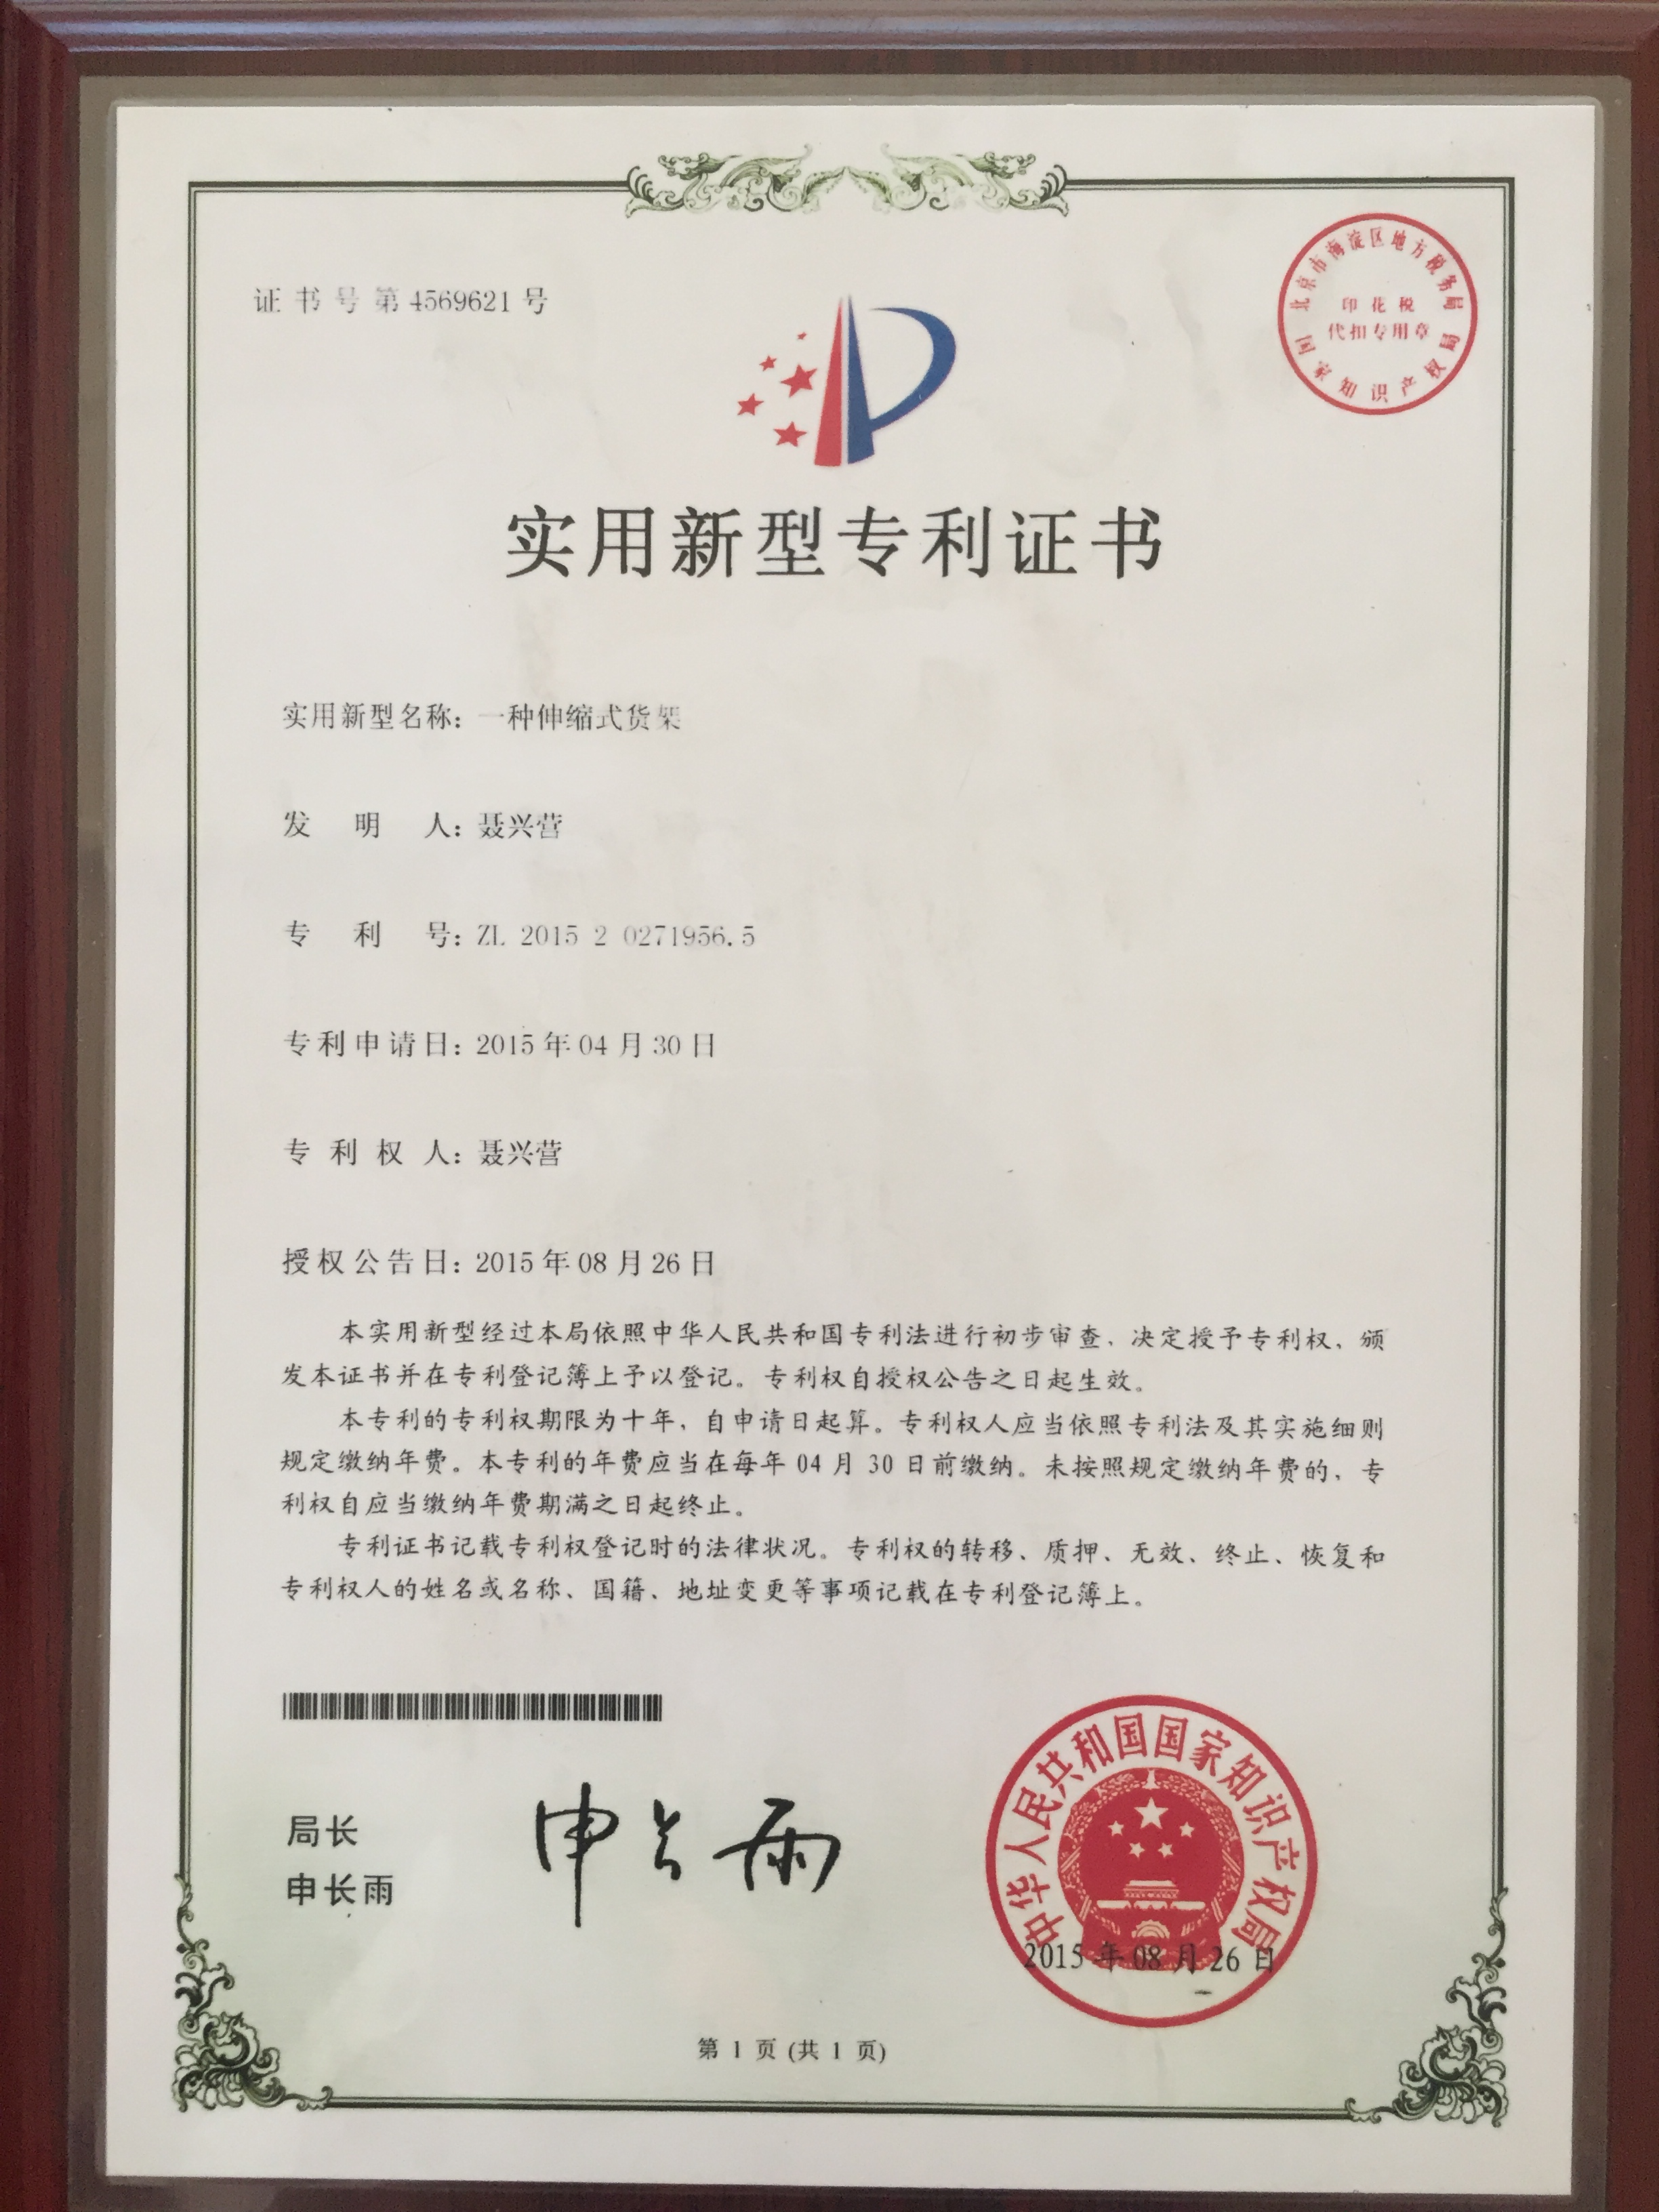 证书号第4569621号
北京市海淀区地方税务局
印花税
代扣专用章
国家知识产权局
实用新型专利证书
实用新型名称：一种伸缩式货架
发明人：聂兴营
专利号：ZL 2015 2 0271956.5
专利申请日：2015年04月30日
专利权人：聂兴营
授权公告日：2015年08月26日
本实用新型经过本局依照中华人民共和国专利法进行初步审查，决定授予专利权，颁
发本证书并在专利登记簿上予以登记。专利权自授权公告之日起生效。
本专利的专利权期限为十年，自申请日起算。专利权人应当依照专利法及其实施细则
规定缴纳年费。本专利的年费应当在每年04月30日前缴纳。未按照规定缴纳年费的，专
利权自应当缴纳年费期满之日起终止。
专利证书记载专利权登记时的法律状况。专利权的转移、质押、无效、终止、恢复和
专利权人的姓名或名称、国籍、地址变更等事项记载在专利登记簿上。
局长
申长雨
申长雨
中华人民共和国国家知识产权局
2015年08月26日
第1页(共1页)